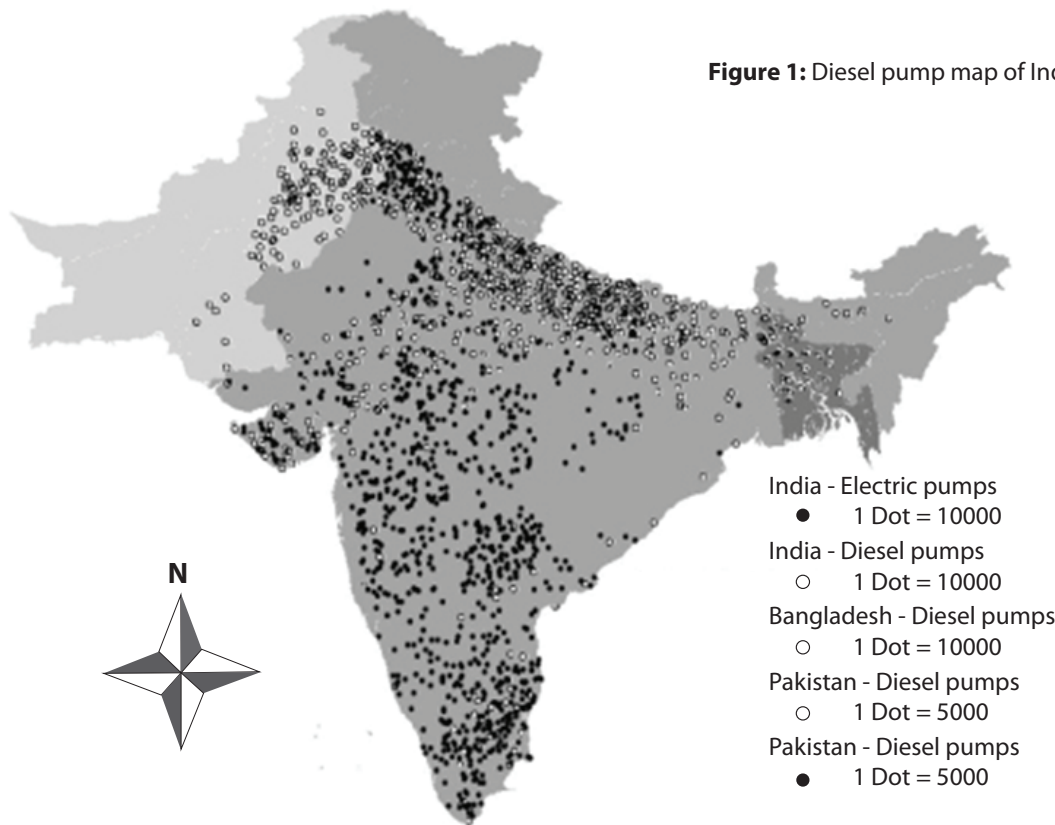 Figure 1: Diesel pump map of
N
India - Electric pumps
1 Dot = 10000
India - Diesel pumps
1 Dot = 10000
Bangladesh - Diesel pumps
1 Dot = 10000
Pakistan - Diesel pumps
1 Dot = 5000
Pakistan - Diesel pumps
1 Dot = 5000